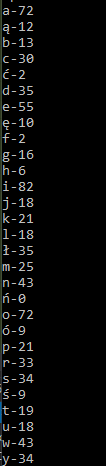 a-72
ą-12
b-13
c-30
ć-2
d-35
e-55
ę-10
f-2
g-16
h-6
i-82
j-18
k-21
l-18
ł-35
m-25
n-43
ń-0
o-72
ó-9
p-21
r-33
s-34
ś-9
t-19
u-18
w-43
y-34